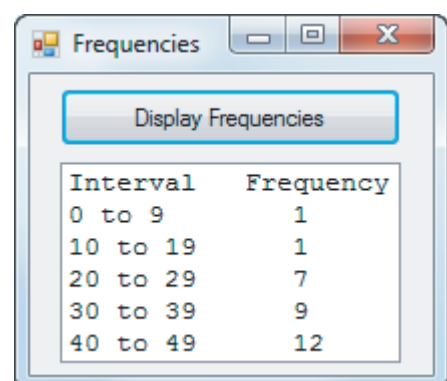 Frequencies
Display Frequencies
Interval Frequency
0 to 9 1
10 to 19 1
20 to 29 7
30 to 39 9
40 to 49 12